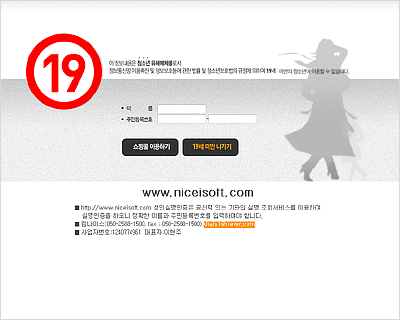 19
이 정보내용은 청소년 유해매체물로서
정보통신망 이용촉진 및 정보보호등에 관한 법률 및 청소년보호법의 규정에 의하여 19세 미만의 청소년이 이용할 수 없습니다.
이 름
주민등록번호 -
쇼핑몰 이용하기 19세 미만 나가기
www.niceisoft.com
http://www.niceisoft.com 성인실명인증은 공신력 있는 기관의 실명 조회서비스를 이용하여
실명인증을 하오니 정확한 이름과 주민등록번호를 입력하여야 합니다.
컴나이스(050-2588-1500, fax : 050-2588-1500)
사업자번호:1240774961 대표자:이현주